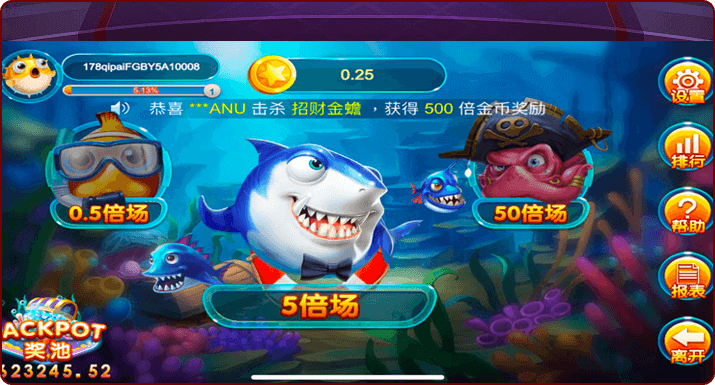 178qipaiFGBY5A10008
5.13%
1
0.25
设置
恭喜 ***ANU 击杀 招财金蟾 ，获得 500 倍金币奖励
排行
0.5倍场
50倍场
帮助
5倍场
报表
ACKPOT
奖池
623245.52
离开